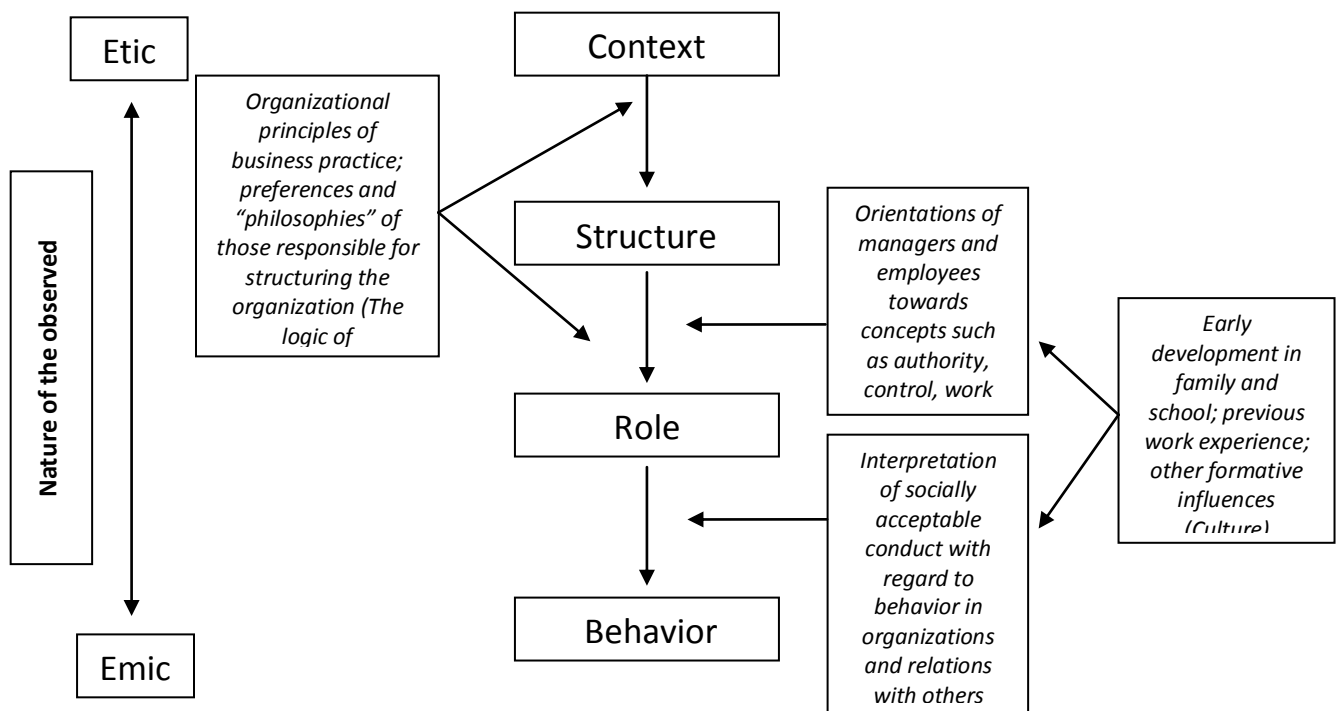 Etic
Context
Organizational
principles of
business practice;
preferences and
“philosophies” of
those responsible for
structuring the
organization (The
logic of
Nature of the observed
Structure
Orientations of
managers and
employees
towards
concepts such
as authority,
control, work
Early
development in
family and
school; previous
work experience;
other formative
influences
(Culture)
Role
Interpretation
of socially
acceptable
conduct with
regard to
behavior in
organizations
and relations
with others
Behavior
Emic